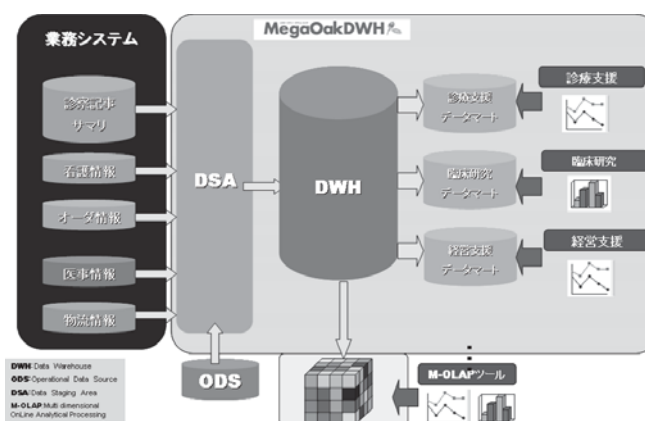 業務システム
診察記事
サマリ
看護情報
オーダ情報
医事情報
物流情報
MegaOakDWH
DSA
DWH
ODS
診療支援
データマート
臨床研究
データマート
経営支援
データマート
診療支援
臨床研究
経営支援
M-OLAPツール
DWH:Data Warehouse
ODS:Operational Data Source
DSA:Data Staging Area
M-OLAP:Multi dimensional
OnLine Analytical Processing